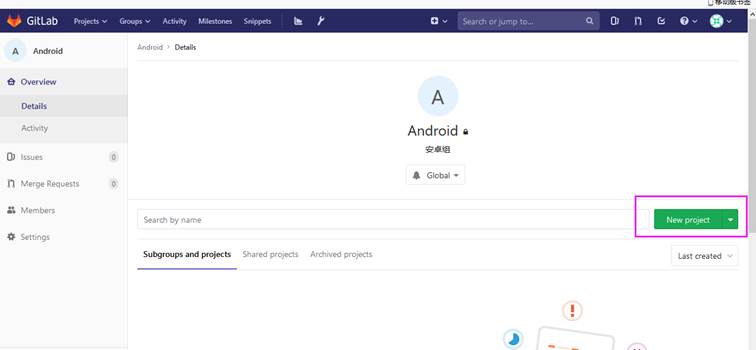 移动版书签
GitLab Projects Groups Activity Milestones Snippets Search or jump to...
A Android
Overview
Details
Activity
Issues 0
Merge Requests 0
Members
Settings
Android > Details
A
Android
安卓组
Global
Search by name
New project
Subgroups and projects Shared projects Archived projects
Last created